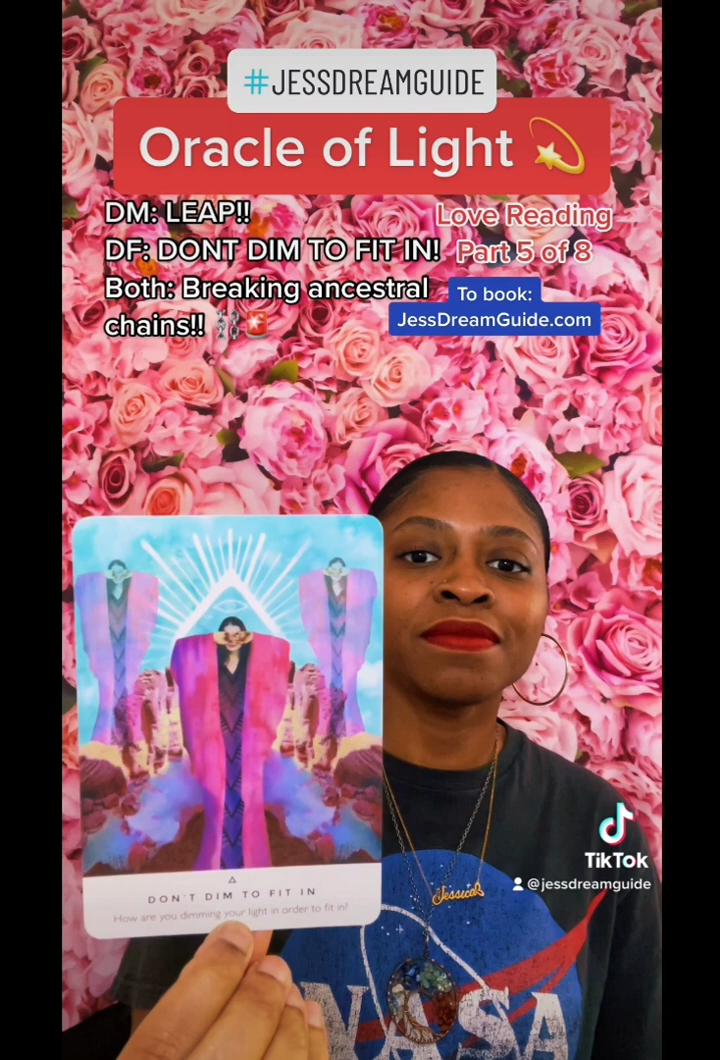 #JESSDREAMGUIDE
Oracle of Light
DM: LEAP!!
DF: DONT DIM TO FIT IN!
Both: Breaking ancestral
chains!!
Love Reading
Part 5 of 8
To book:
JessDreamGuide.com
DON'T DIM TO FIT IN
How are you dimming your light in order to fit in?
Jessica
NASA
TikTok
@jessdreamguide